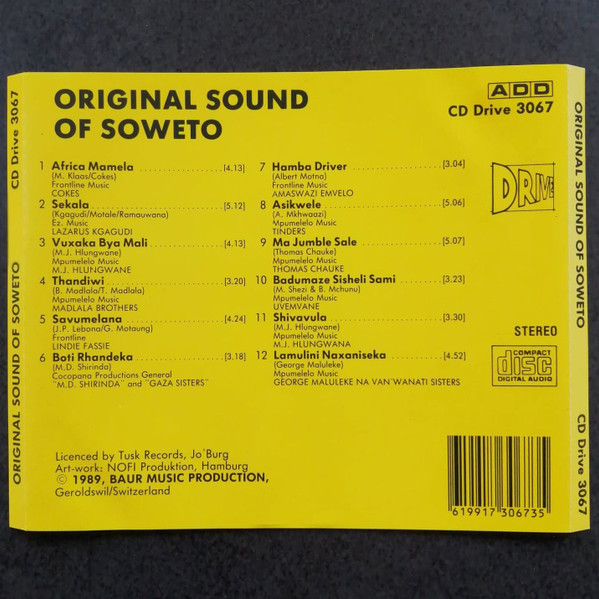 ORIGINAL SOUND
OF SOWETO
ADD
CD Drive 3067
1 Africa Mamela [4.13]
(M. Klaas/Cokes)
Frontline Music
COKES
2 Sekala [5.12]
(Kgagudi/Motale/Ramauwana)
Ez. Music
LAZARUS KGAGUDI
3 Vuxaka Bya Mali [4.13]
(M.J. Hlungwane)
Mpumelelo Music
M.J. HLUNGWANE
4 Thandiwi [3.20]
(B. Madlala/T. Madlala)
Mpumelelo Music
MADLALA BROTHERS
5 Savumelana [4.24]
(J.P. Lebona/G. Motaung)
Frontline
LINDIE FASSIE
6 Boti Rhandeka [3.18]
(M.D. Shirinda)
Cocopana Productions General
"M.D. SHIRINDA" and "GAZA SISTERS"
7 Hamba Driver [3.04]
(Albert Motna)
Frontline Music
AMASWAZI EMVELO
8 Asikwele [5.06]
(A. Mkhwaazi)
Mpumelelo Music
TINDERS
9 Ma Jumble Sale [5.07]
(Thomas Chauke)
Mpumelelo Music
THOMAS CHAUKE
10 Badumaze Sisheli Sami [3.23]
(M. Shezi & B. Mchunu)
Mpumelelo Music
UVEMVANE
11 Shivavula [3.30]
(M.J. Hlungwane)
Mpumelelo Music
M.J. HLUNGWANA
12 Lamulini Naxaniseka [4.52]
(George Maluleke)
Mpumelelo Music
GEORGE MALULEKE NA VAN'WANATI SISTERS
DRIVE
STEREO
COMPACT
disc
DIGITAL AUDIO
Licenced by Tusk Records, Jo'Burg
Art-work: NOFI Produktion, Hamburg
© 1989, BAUR MUSIC PRODUCTION,
Geroldswil/Switzerland
619917 306735
CD Drive 3067
ORIGINAL SOUND OF SOWETO
ORIGINAL SOUND OF SOWETO
CD Drive 3067